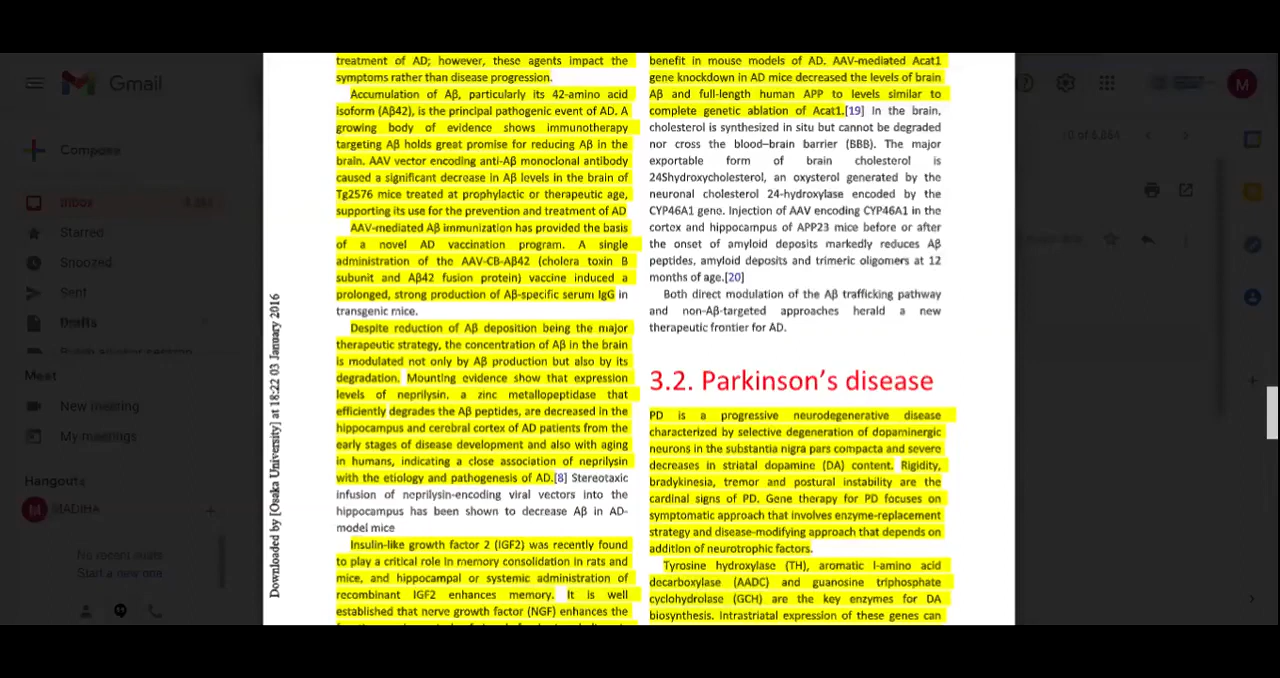 Gmail
Compose
Inbox
Starred
Snoozed
Sent
Drafts
Meet
New meeting
My meetings
Hangouts
MADIHA
No recent chats
Start a new one
Downloaded by [Osaka University] at 18:22 03 January 2016
treatment of AD; however, these agents impact the
symptoms rather than disease progression.
Accumulation of Aβ, particularly its 42-amino acid
isoform (Aβ42), is the principal pathogenic event of AD. A
growing body of evidence shows immunotherapy
targeting Aβ holds great promise for reducing Aβ in the
brain. AAV vector encoding anti-Aβ monoclonal antibody
caused a significant decrease in Aβ levels in the brain of
Tg2576 mice treated at prophylactic or therapeutic age,
supporting its use for the prevention and treatment of AD
AAV-mediated Aβ immunization has provided the basis
of a novel AD vaccination program. A single
administration of the AAV-CB-Aβ42 (cholera toxin B
subunit and Aβ42 fusion protein) vaccine induced a
prolonged, strong production of Aβ-specific serum IgG in
transgenic mice.
Despite reduction of Aβ deposition being the major
therapeutic strategy, the concentration of Aβ in the brain
is modulated not only by Aβ production but also by its
degradation. Mounting evidence show that expression
levels of neprilysin, a zinc metallopeptidase that
efficiently degrades the Aβ peptides, are decreased in the
hippocampus and cerebral cortex of AD patients from the
early stages of disease development and also with aging
in humans, indicating a close association of neprilysin
with the etiology and pathogenesis of AD.[8] Stereotaxic
infusion of neprilysin-encoding viral vectors into the
hippocampus has been shown to decrease Aβ in AD-
model mice
Insulin-like growth factor 2 (IGF2) was recently found
to play a critical role in memory consolidation in rats and
mice, and hippocampal or systemic administration of
recombinant IGF2 enhances memory. It is well
established that nerve growth factor (NGF) enhances the
benefit in mouse models of AD. AAV-mediated Acat1
gene knockdown in AD mice decreased the levels of brain
Aβ and full-length human APP to levels similar to
complete genetic ablation of Acat1.[19] In the brain,
cholesterol is synthesized in situ but cannot be degraded
nor cross the blood–brain barrier (BBB). The major
exportable form of brain cholesterol is
24Shydroxycholesterol, an oxysterol generated by the
neuronal cholesterol 24-hydroxylase encoded by the
CYP46A1 gene. Injection of AAV encoding CYP46A1 in the
cortex and hippocampus of APP23 mice before or after
the onset of amyloid deposits markedly reduces Aβ
peptides, amyloid deposits and trimeric oligomers at 12
months of age.[20]
Both direct modulation of the Aβ trafficking pathway
and non-Aβ-targeted approaches herald a new
therapeutic frontier for AD.
3.2. Parkinson’s disease
PD is a progressive neurodegenerative disease
characterized by selective degeneration of dopaminergic
neurons in the substantia nigra pars compacta and severe
decreases in striatal dopamine (DA) content. Rigidity,
bradykinesia, tremor and postural instability are the
cardinal signs of PD. Gene therapy for PD focuses on
symptomatic approach that involves enzyme-replacement
strategy and disease-modifying approach that depends on
addition of neurotrophic factors.
Tyrosine hydroxylase (TH), aromatic l-amino acid
decarboxylase (AADC) and guanosine triphosphate
cyclohydrolase (GCH) are the key enzymes for DA
biosynthesis. Intrastriatal expression of these genes can
M